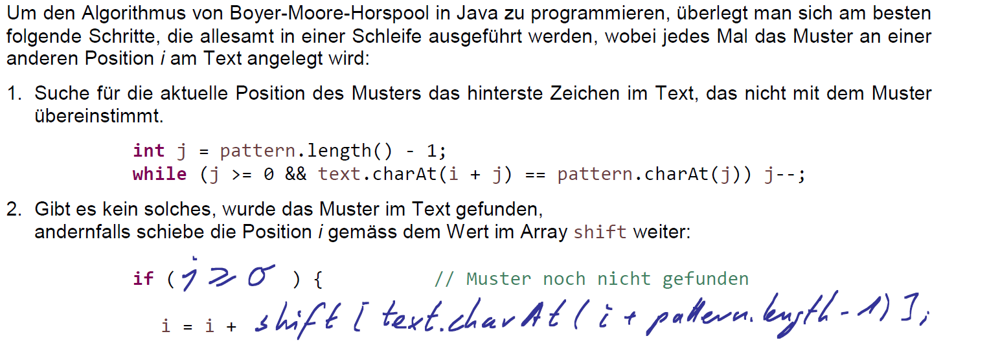 Um den Algorithmus von Boyer-Moore-Horspool in Java zu programmieren, überlegt man sich am besten
folgende Schritte, die allesamt in einer Schleife ausgeführt werden, wobei jedes Mal das Muster an einer
anderen Position i am Text angelegt wird:
1. Suche für die aktuelle Position des Musters das hinterste Zeichen im Text, das nicht mit dem Muster
übereinstimmt.
int j = pattern.length() - 1;
while (j >= 0 && text.charAt(i + j) == pattern.charAt(j)) j--;
2. Gibt es kein solches, wurde das Muster im Text gefunden,
andernfalls schiebe die Position i gemäss dem Wert im Array shift weiter:
if ( j ≥ 0 ) { // Muster noch nicht gefunden
i = i + shift [ text.charAt ( i + pattern.length - 1) ];